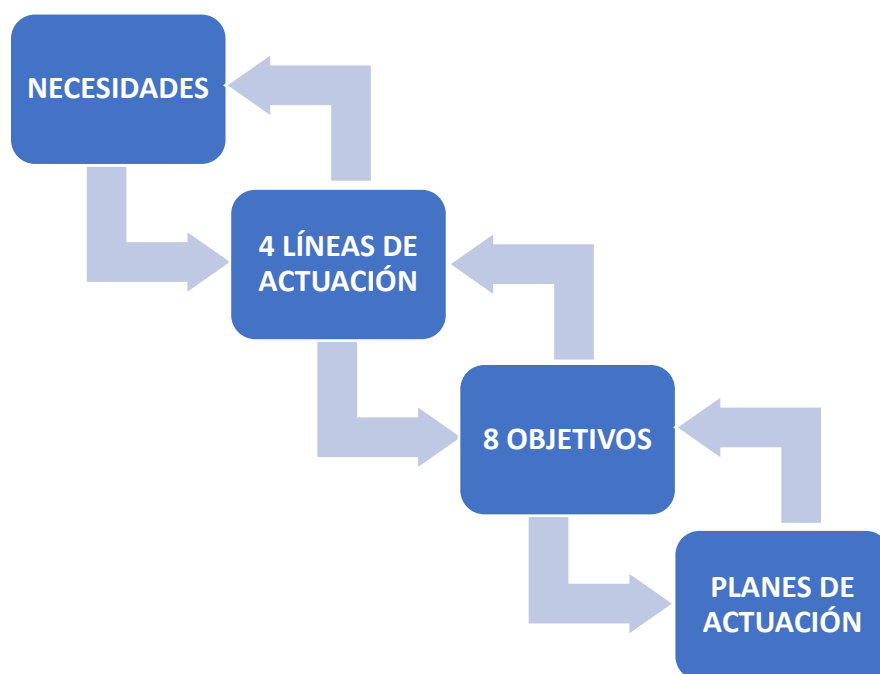 NECESIDADES
4 LÍNEAS DE
ACTUACIÓN
8 OBJETIVOS
PLANES DE
ACTUACIÓN